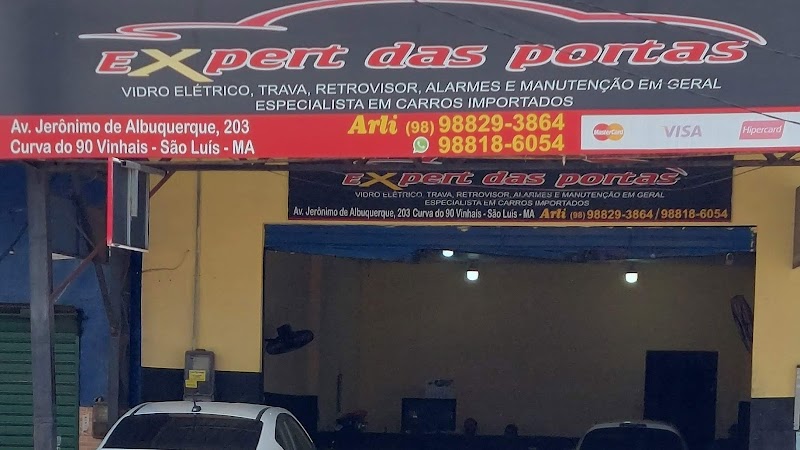 EXpert das portas
VIDRO ELÉTRICO, TRAVA, RETROVISOR, ALARMES E MANUTENÇÃO EM GERAL
ESPECIALISTA EM CARROS IMPORTADOS
Av. Jerônimo de Albuquerque, 203
Curva do 90 Vinhais - São Luís - MA
Arli (98) 98829-3864
98818-6054
MasterCard VISA Hipercard
EXpert das portas
VIDRO ELÉTRICO, TRAVA, RETROVISOR, ALARMES E MANUTENÇÃO EM GERAL
ESPECIALISTA EM CARROS IMPORTADOS
Av. Jerônimo de Albuquerque, 203 Curva do 90 Vinhais - São Luís - MA Arli (98) 98829-3864 / 98818-6054